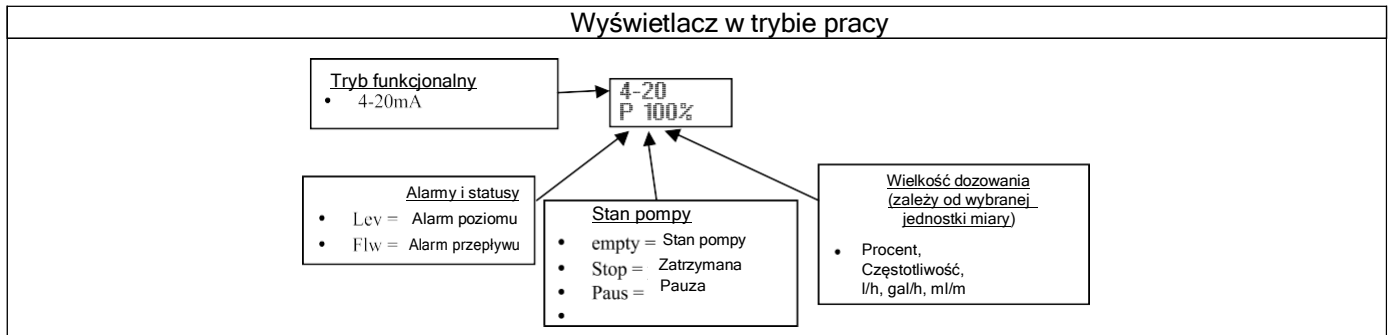 Wyświetlacz w trybie pracy
Tryb funkcjonalny
• 4-20mA
4-20
P 100%
Alarmy i statusy
• Lev = Alarm poziomu
• Flw = Alarm przepływu
Stan pompy
• empty = Stan pompy
• Stop = Zatrzymana
• Paus = Pauza
•
Wielkość dozowania
(zależy od wybranej
jednostki miary)
• Procent,
Częstotliwość,
l/h, gal/h, ml/m